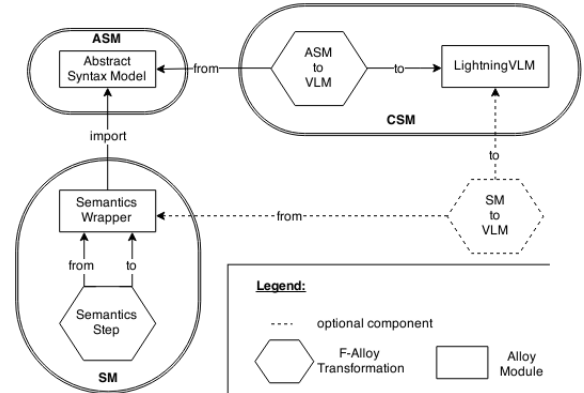 ASM
Abstract
Syntax Model
from
ASM
to
VLM
to
LightningVLM
CSM
import
to
Semantics
Wrapper
from
SM
to
VLM
from
to
Semantics
Step
SM
Legend:
optional component
F-Alloy
Transformation
Alloy
Module